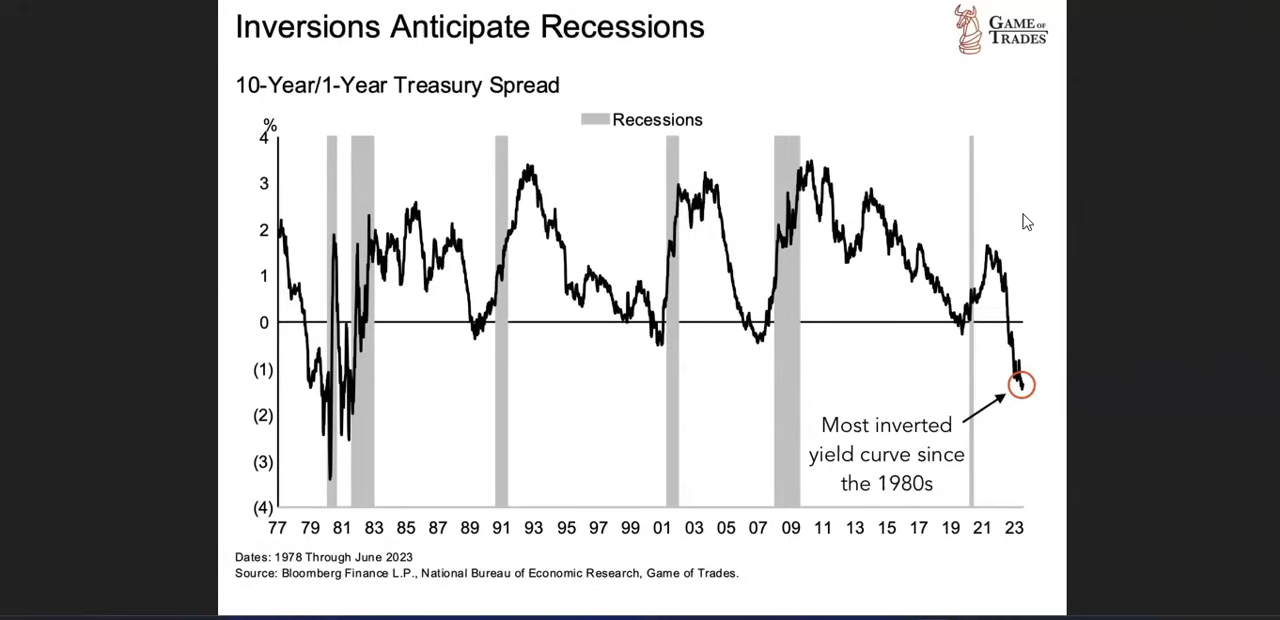 Inversions Anticipate Recessions
GAME OF
TRADES
10-Year/1-Year Treasury Spread
Recessions
%
4
3
2
1
0
(1)
(2)
(3)
(4)
Most inverted
yield curve since
the 1980s
77 79 81 83 85 87 89 91 93 95 97 99 01 03 05 07 09 11 13 15 17 19 21 23
Dates: 1978 Through June 2023
Source: Bloomberg Finance L.P., National Bureau of Economic Research, Game of Trades.